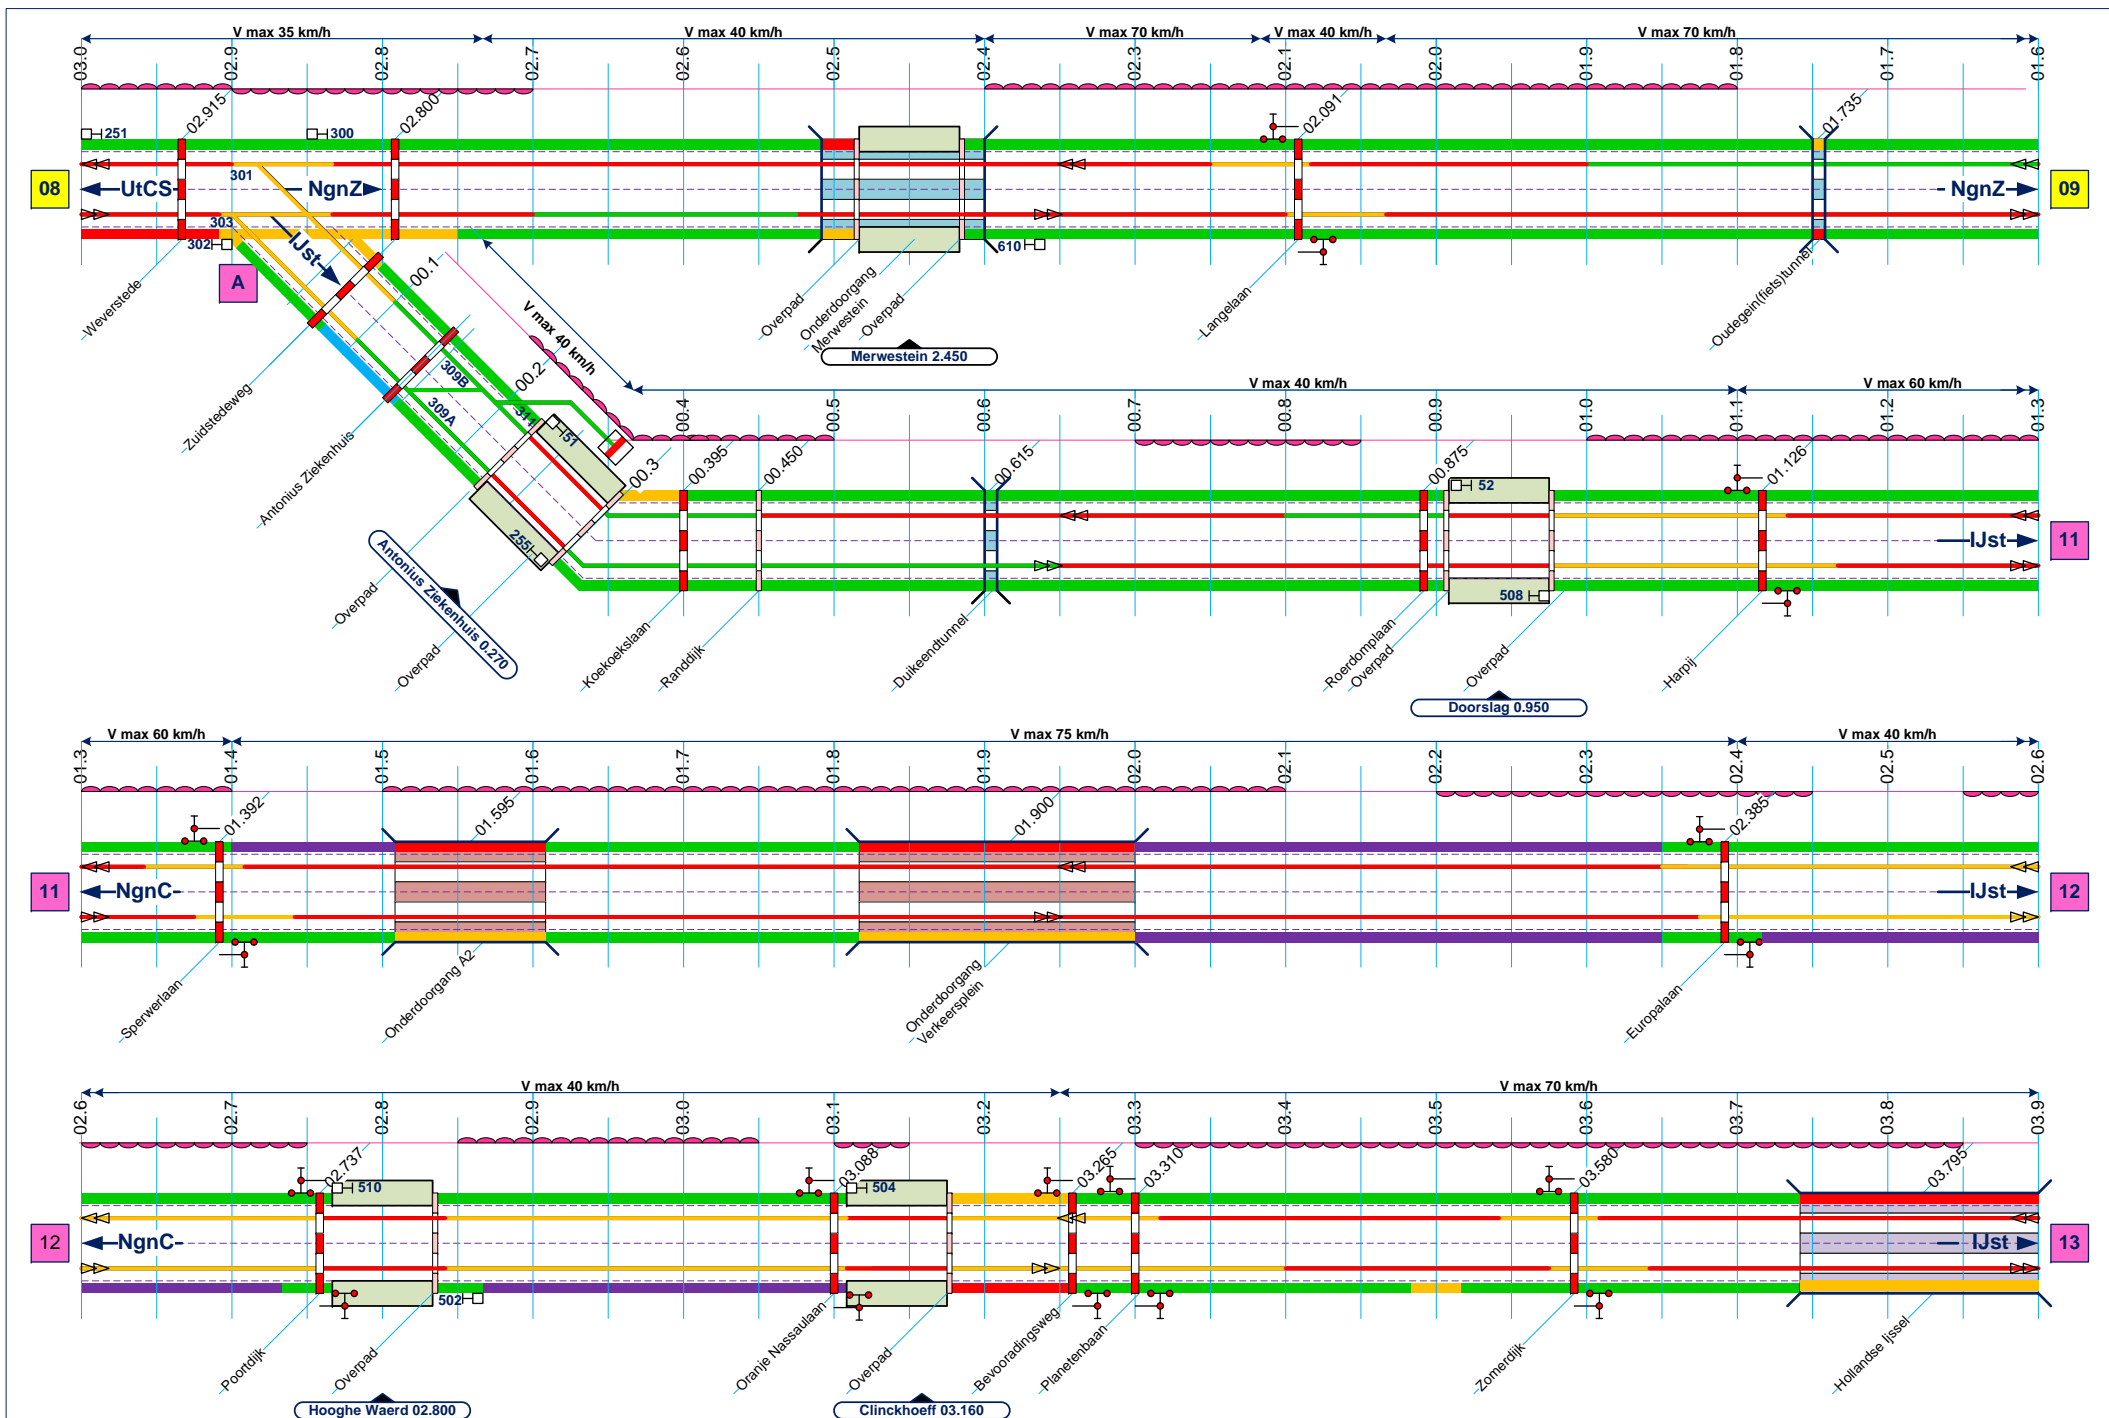 V max 35 km/h
V max 40 km/h
V max 70 km/h
V max 40 km/h
V max 70 km/h
03.0
02.9
02.8
02.7
02.6
02.5
02.4
02.3
02.1
02.0
01.9
01.8
01.7
01.6
02.915
02.800
02.091
01.735
251
300
301
303
302
610
08
UtCS
NgnZ
NgnZ
09
A
IJst
Weverstede
Zuidstedeweg
Antonius Ziekenhuis
Overpad
Onderdoorgang
Merwestein
Overpad
Merwestein 2.450
Langelaan
Oudegein(fiets)tunnel
00.1
00.2
00.3
V max 40 km/h
309B
309A
311
51
255
Overpad
Overpad
Antonius Ziekenhuis 0.270
V max 40 km/h
V max 60 km/h
00.4
00.5
00.6
00.7
00.8
00.9
01.0
01.1
01.2
01.3
00.395
00.450
00.615
00.875
01.126
52
508
IJst
11
Koekoekslaan
Randdijk
Duikeendtunnel
Roerdomplaan
Overpad
Overpad
Harpij
Doorslag 0.950
V max 60 km/h
V max 75 km/h
V max 40 km/h
01.3
01.4
01.5
01.6
01.7
01.8
01.9
02.0
02.1
02.2
02.3
02.4
02.5
02.6
01.392
01.595
01.900
02.385
11
NgnC
IJst
12
Sperwerlaan
Onderdoorgang A2
Onderdoorgang
Verkeersplein
Europalaan
V max 40 km/h
V max 70 km/h
02.6
02.7
02.8
02.9
03.0
03.1
03.2
03.3
03.4
03.5
03.6
03.7
03.8
03.9
02.737
03.088
03.265
03.310
03.580
03.795
510
504
502
12
NgnC
IJst
13
Poortdijk
Overpad
Oranje Nassaulaan
Overpad
Bevooradingsweg
Planetenbaan
Zomerdijk
Hollandse Ijssel
Hooghe Waerd 02.800
Clinckhoeff 03.160